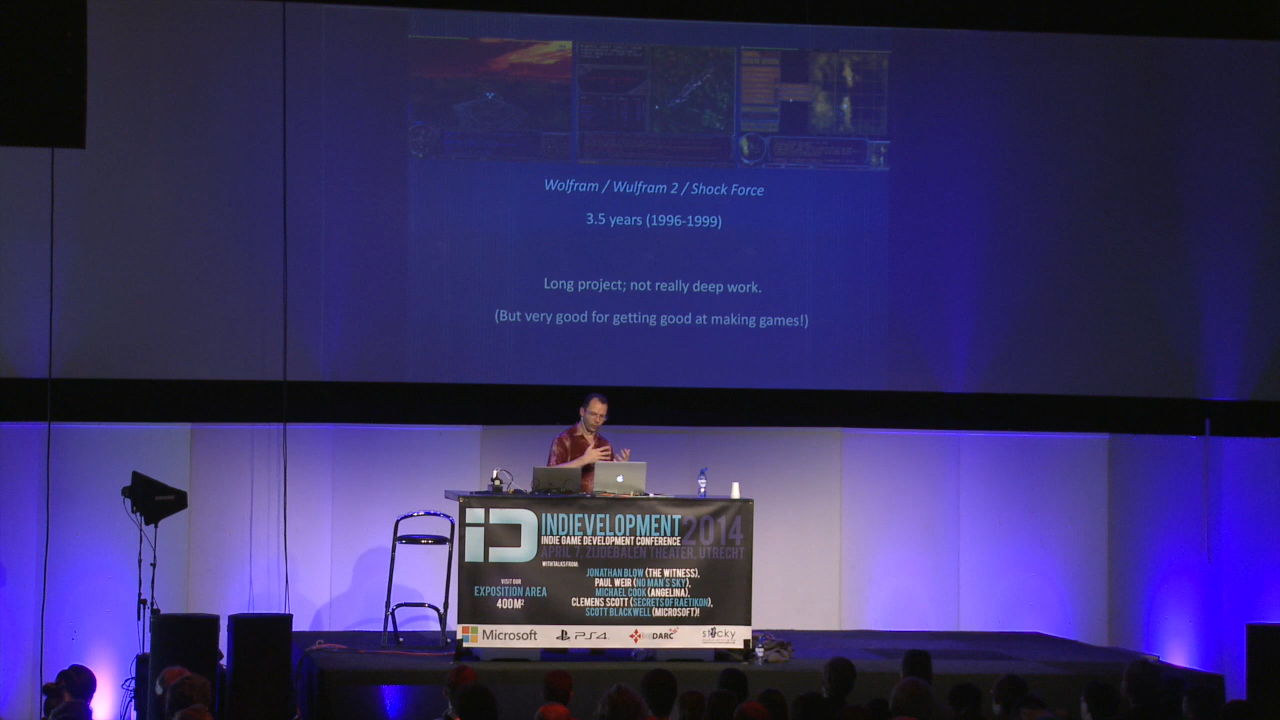 Wolfram / Wulfram 2 / Shock Force
3.5 years (1996-1999)
Long project; not really deep work.
(But very good for getting good at making games!)
iD
INDIEVELOPMENT 2014
INDIE GAME DEVELOPMENT CONFERENCE
APRIL 7, ZIJDEBALEN THEATER, UTRECHT
WITH TALKS FROM:
JONATHAN BLOW (THE WITNESS),
PAUL WEIR (NO MAN'S SKY),
MICHAEL COOK (ANGELINA),
CLEMENS SCOTT (SECRETS OF RAETIKON),
SCOTT BLACKWELL (MICROSOFT)!
VISIT OUR
EXPOSITION AREA
400M²
Microsoft
PS4
DARC